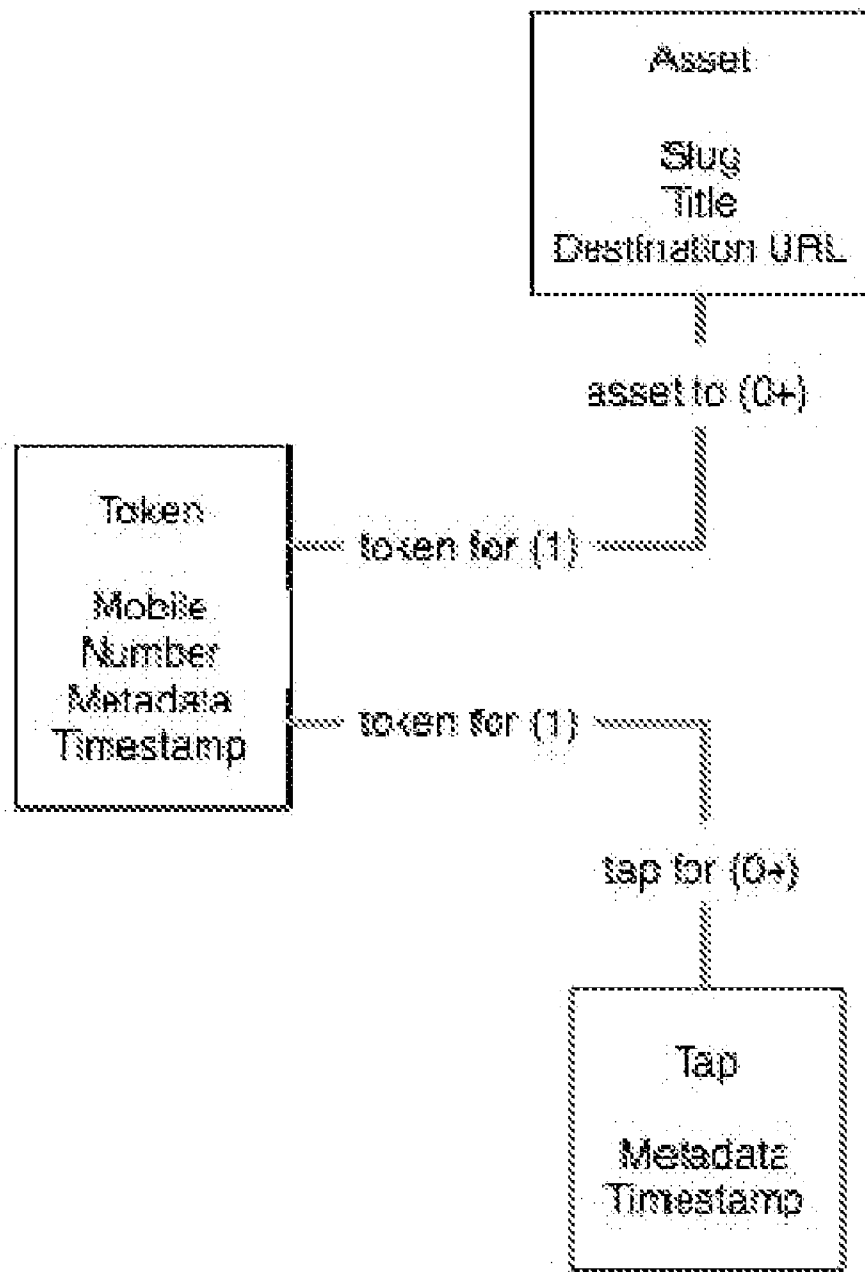 Asset
Slug
Title
Destination URL
asset to (0+)
Token
Mobile
Number
Metadata
Timestamp
token for (1)
token for (1)
tap for (0+)
Tap
Metadata
Timestamp